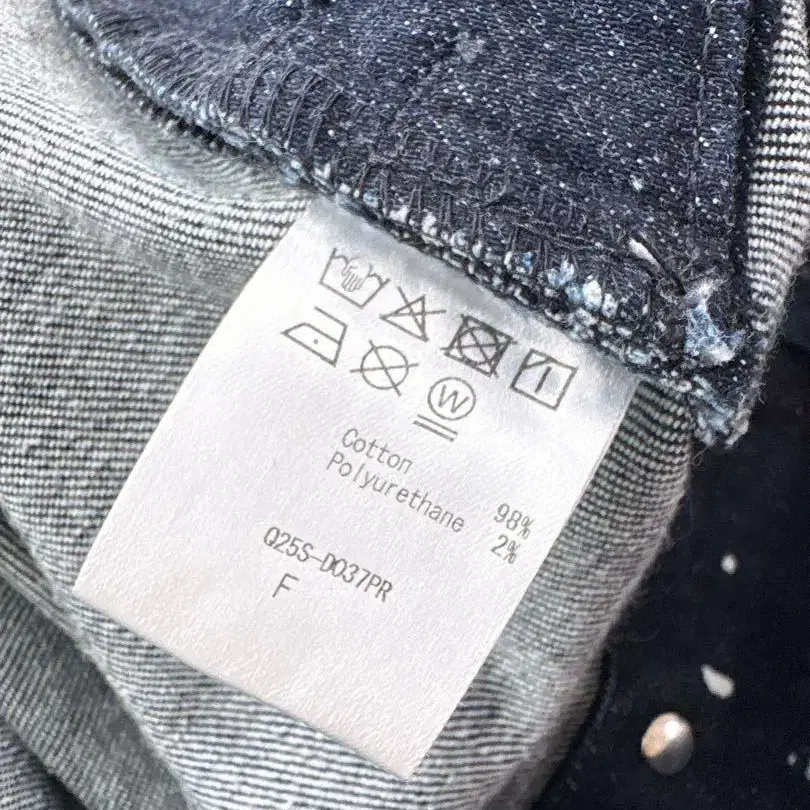 W
Cotton 98%
Polyurethane 2%
Q25S-D037PR
F